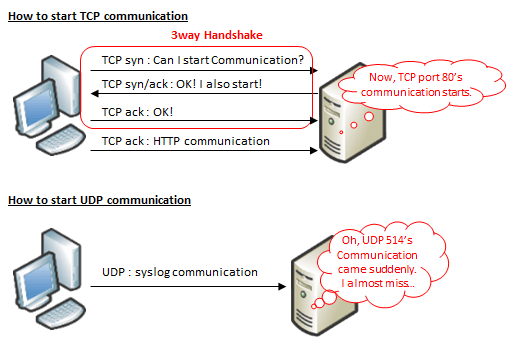 How to start TCP communication
3way Handshake
TCP syn : Can I start Communication?
TCP syn/ack : OK! I also start!
TCP ack : OK!
TCP ack : HTTP communication
Now, TCP port 80's
communication starts.
How to start UDP communication
UDP : syslog communication
Oh, UDP 514's
Communication
came suddenly.
I almost miss...